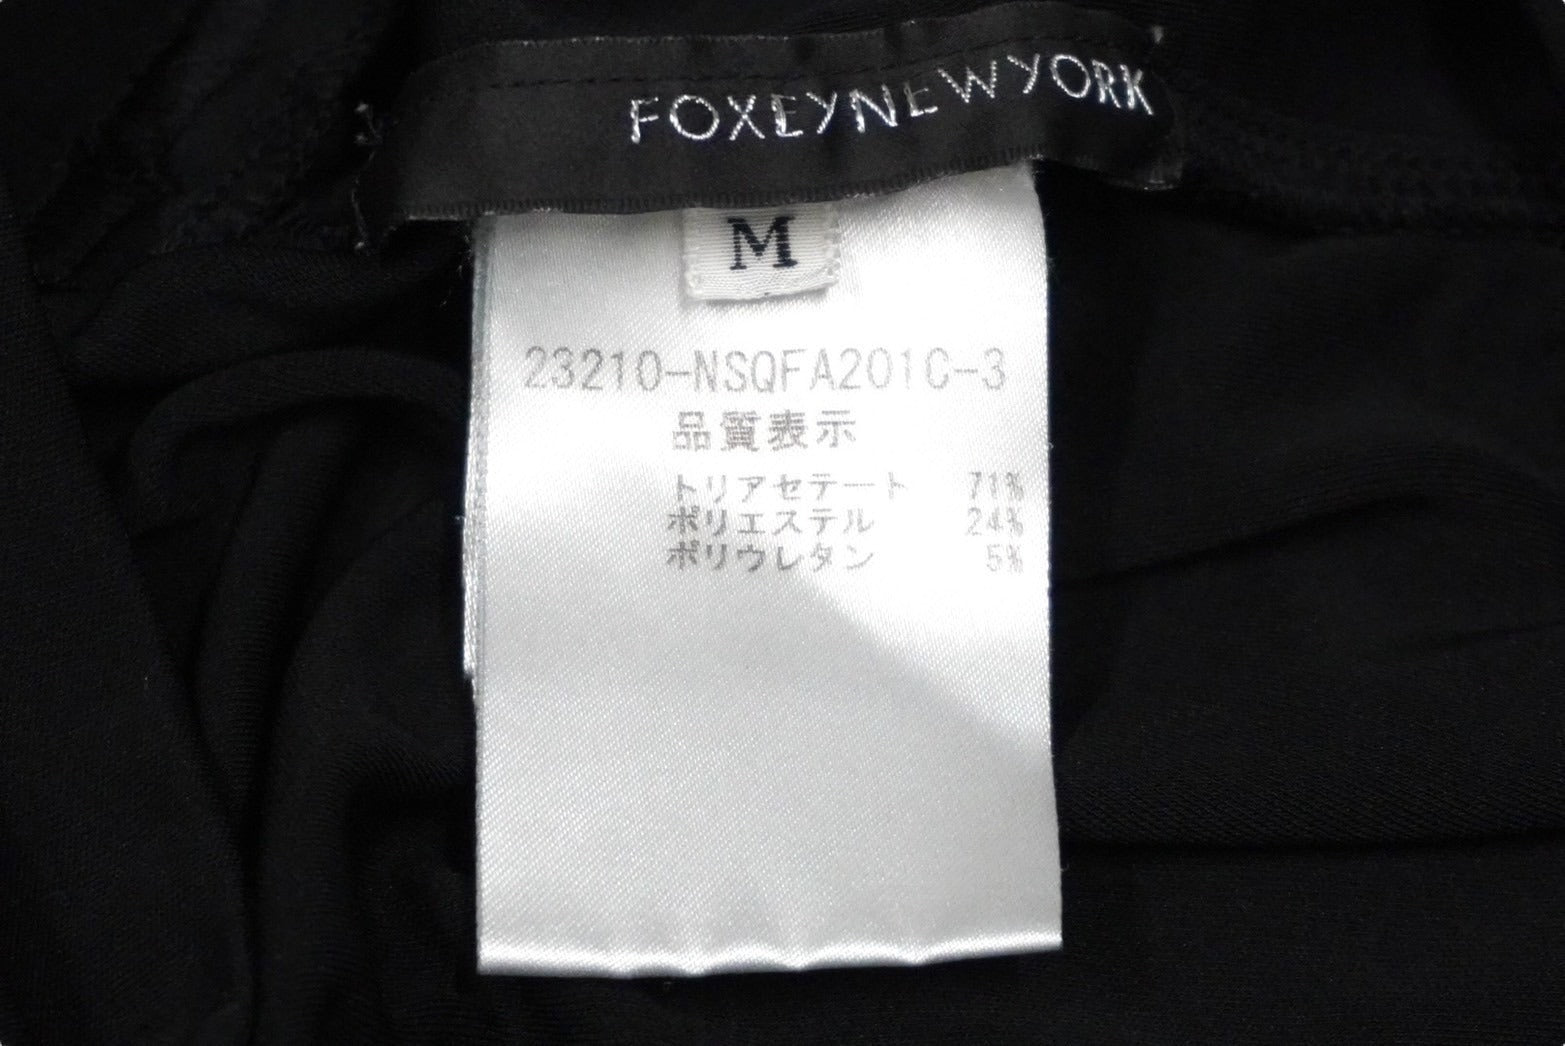 FOXEYNEWYORK
M
23210-NSQFA201C-3
品質表示
トリアセテート 71%
ポリエステル 24%
ポリウレタン 5%